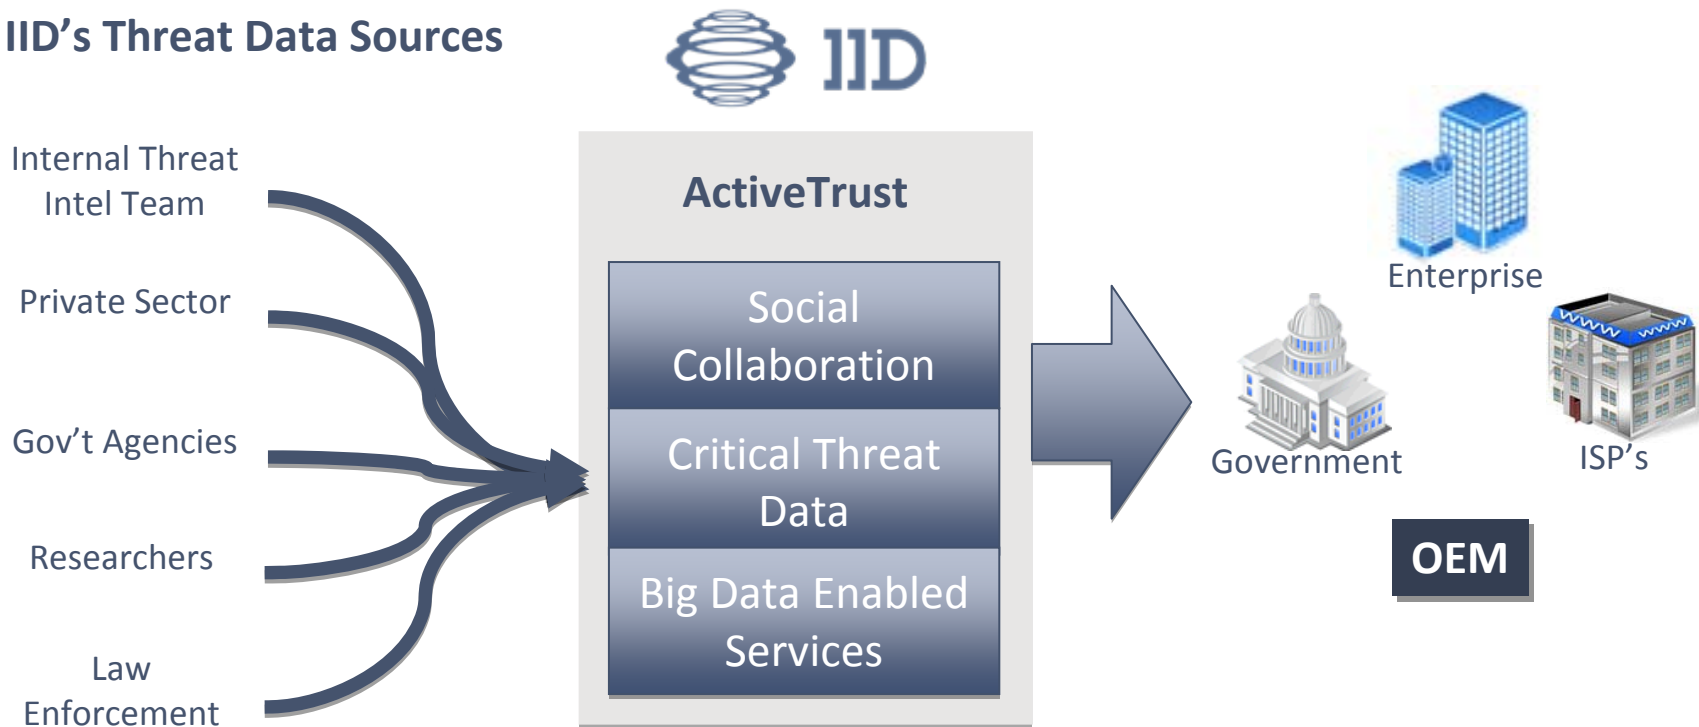 IID's Threat Data Sources
IID
Internal Threat
Intel Team
Private Sector
Gov't Agencies
Researchers
Law
Enforcement
ActiveTrust
Social
Collaboration
Critical Threat
Data
Big Data Enabled
Services
Enterprise
Government
ISP's
OEM